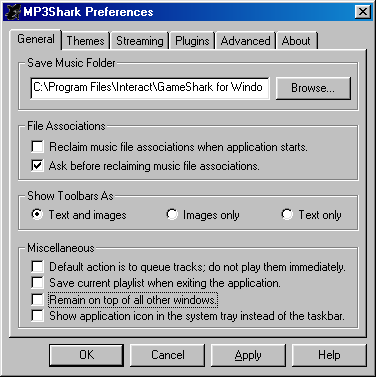 MP3Shark Preferences
General Themes Streaming Plugins Advanced About
Save Music Folder
C:\Program Files\Interact\GameShark for Windo Browse...
File Associations
Reclaim music file associations when application starts.
Ask before reclaiming music file associations.
Show Toolbars As
Text and images Images only Text only
Miscellaneous
Default action is to queue tracks; do not play them immediately.
Save current playlist when exiting the application.
Remain on top of all other windows.
Show application icon in the system tray instead of the taskbar.
OK Cancel Apply Help